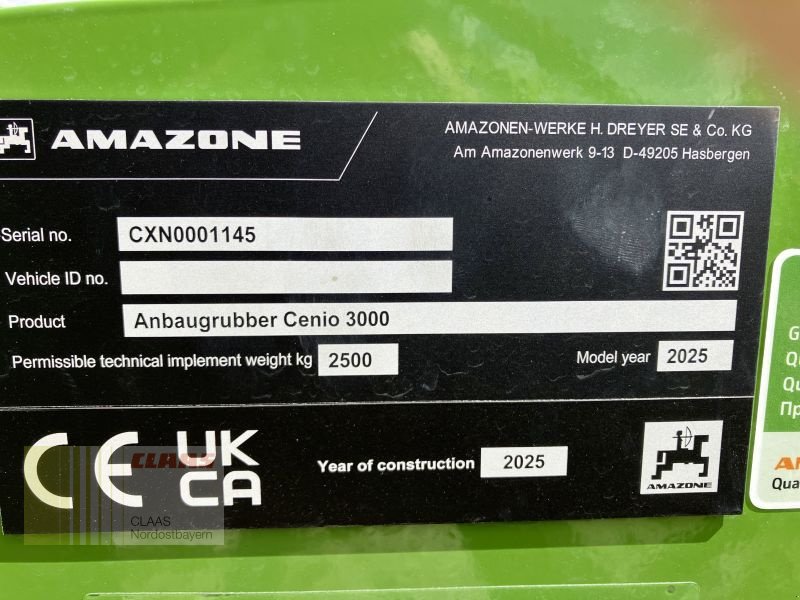 AMAZONE
AMAZONEN-WERKE H. DREYER SE & Co. KG
Am Amazonenwerk 9-13 D-49205 Hasbergen
Serial no. CXN0001145
Vehicle ID no.
Product Anbaugrubber Cenio 3000
Permissible technical implement weight kg 2500 Model year 2025
CE UK CA
Year of construction 2025
AMAZONE
CLAAS
CLAAS
Nordostbayern